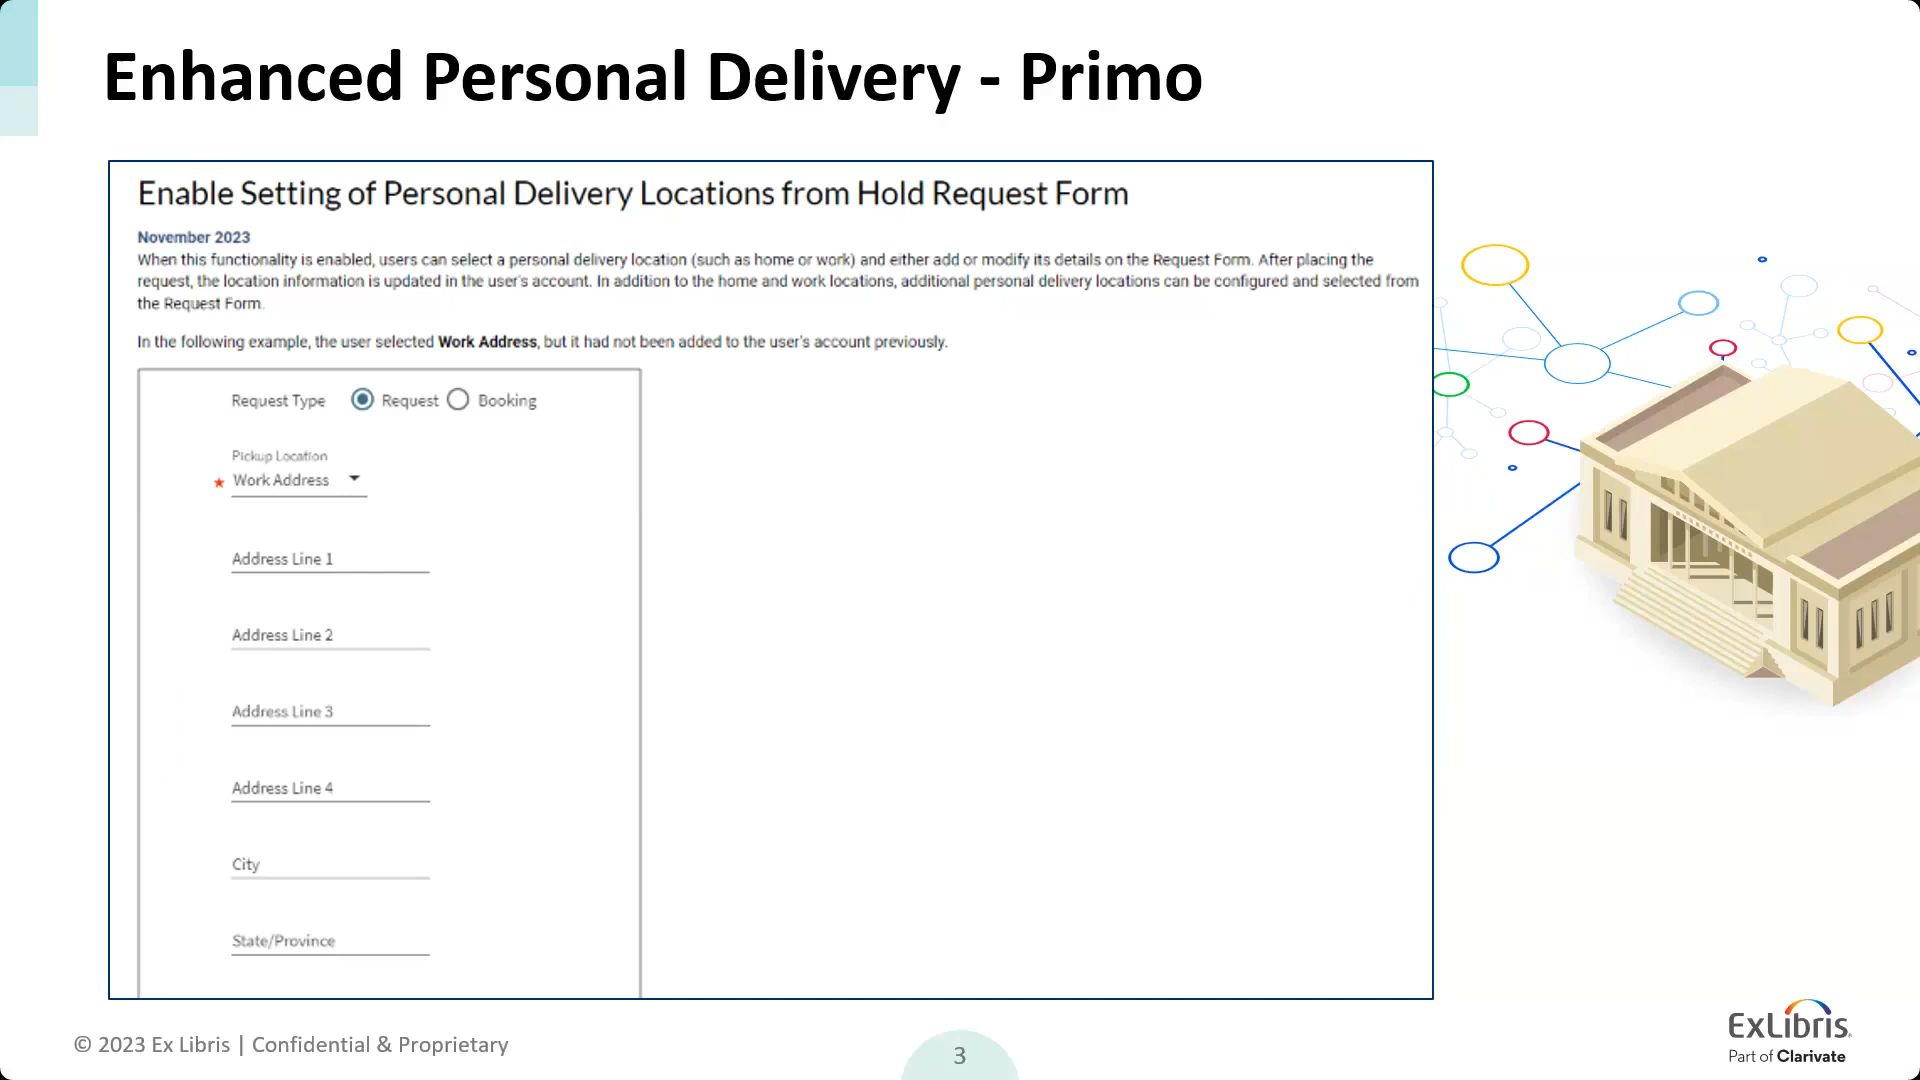 Enhanced Personal Delivery - Primo
Enable Setting of Personal Delivery Locations from Hold Request Form
November 2023
When this functionality is enabled, users can select a personal delivery location (such as home or work) and either add or modify its details on the Request Form. After placing the
request, the location information is updated in the user's account. In addition to the home and work locations, additional personal delivery locations can be configured and selected from
the Request Form.
In the following example, the user selected Work Address, but it had not been added to the user's account previously.
Request Type Request Booking
Pickup Location
★ Work Address
Address Line 1
Address Line 2
Address Line 3
Address Line 4
City
State/Province
© 2023 Ex Libris | Confidential & Proprietary
3
ExLibris
Part of Clarivate